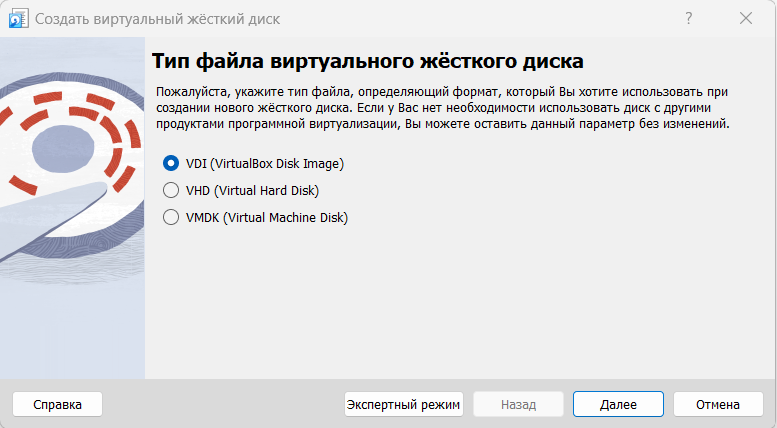 Создать виртуальный жёсткий диск
?
Тип файла виртуального жёсткого диска
Пожалуйста, укажите тип файла, определяющий формат, который Вы хотите использовать при
создании нового жёсткого диска. Если у Вас нет необходимости использовать диск с другими
продуктами программной виртуализации, Вы можете оставить данный параметр без изменений.
VDI (VirtualBox Disk Image)
VHD (Virtual Hard Disk)
VMDK (Virtual Machine Disk)
Справка
Экспертный режим
Назад
Далее
Отмена